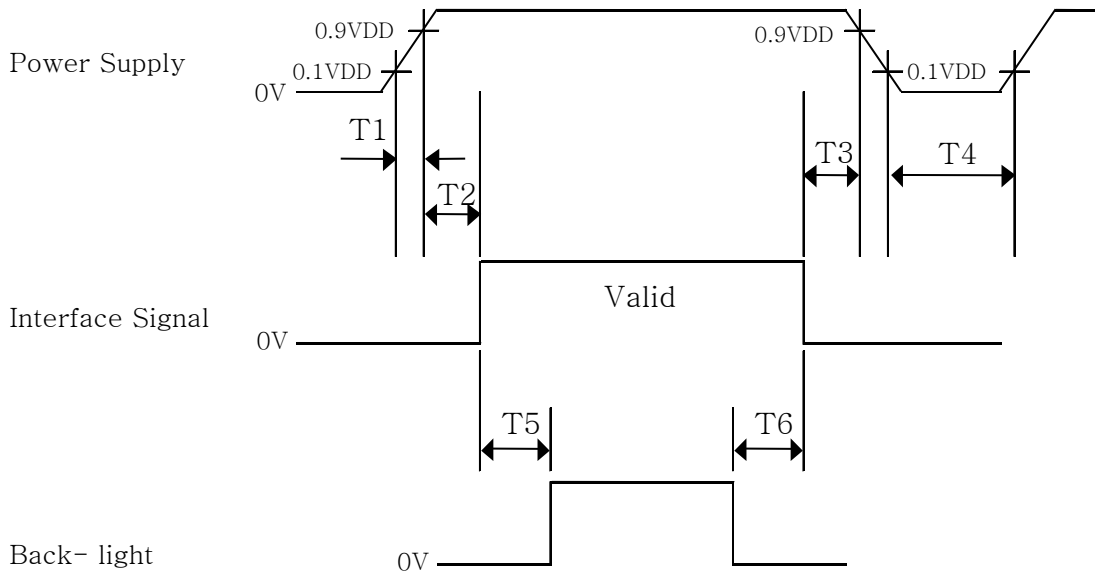 0.9VDD
0.9VDD
Power Supply
0.1VDD
0.1VDD
0V
T1
T3
T4
T2
Valid
Interface Signal
0V
T5
T6
Back- light
0V